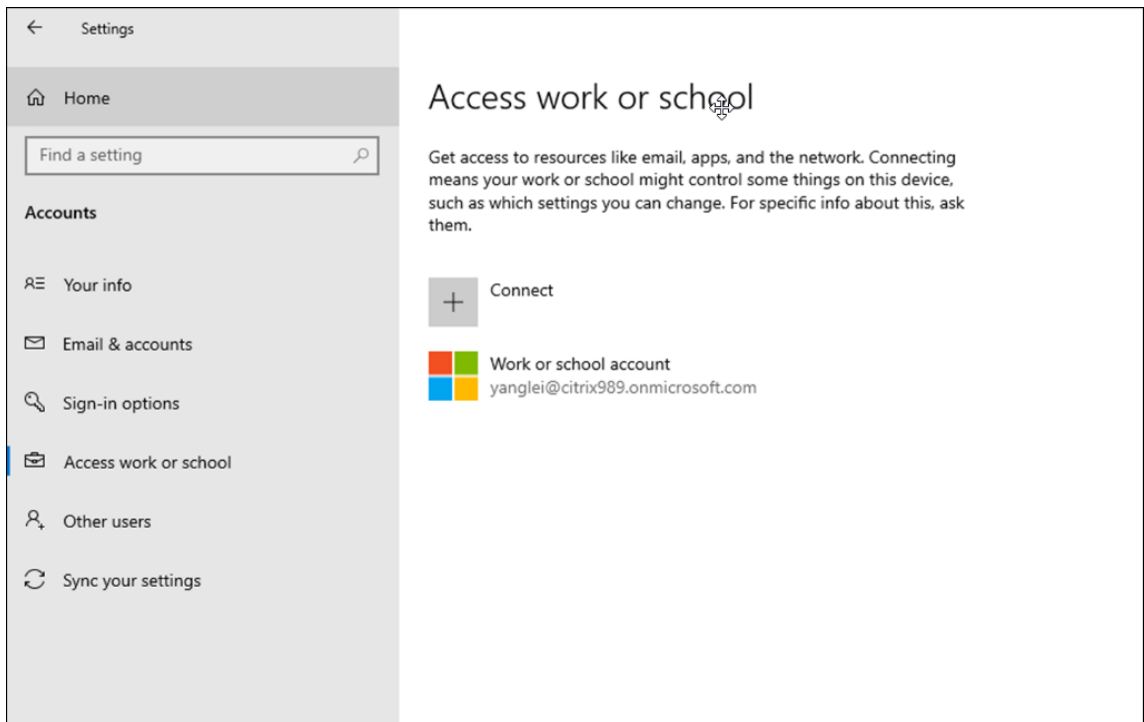 Settings
Home
Find a setting
Accounts
Your info
Email & accounts
Sign-in options
Access work or school
Other users
Sync your settings
Access work or school
Get access to resources like email, apps, and the network. Connecting
means your work or school might control some things on this device,
such as which settings you can change. For specific info about this, ask
them.
Connect
Work or school account
yanglei@citrix989.onmicrosoft.com